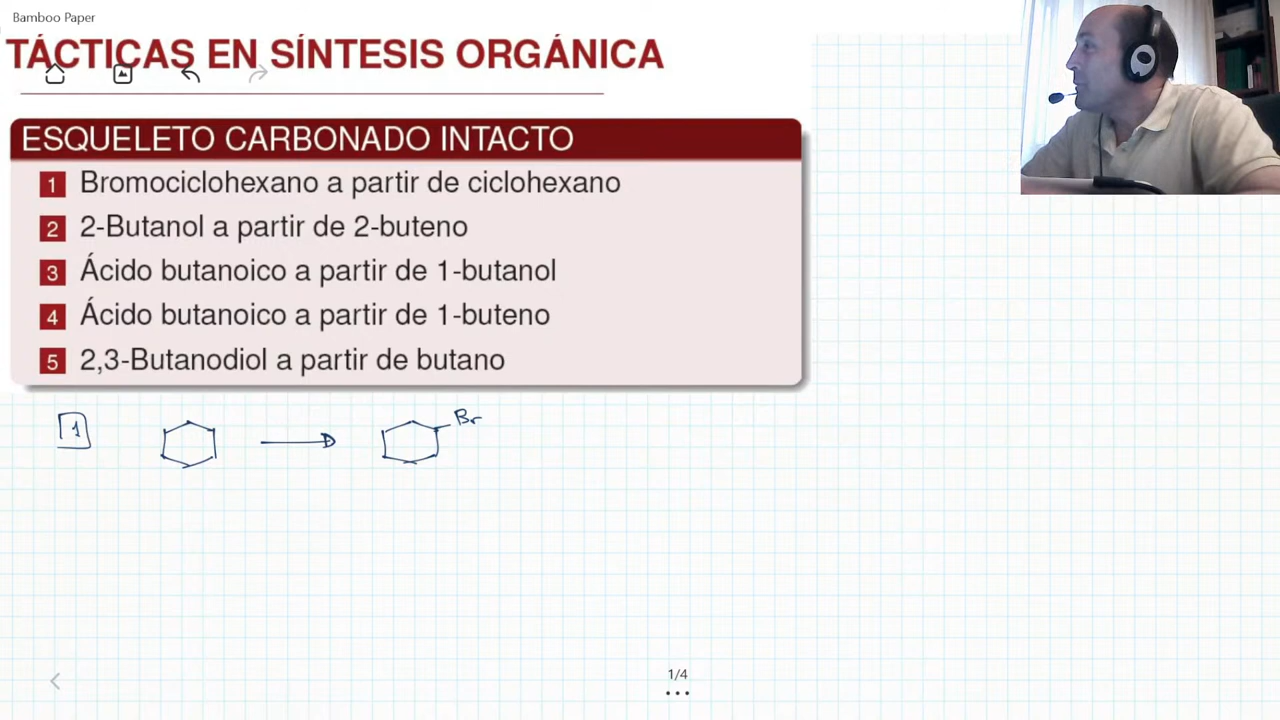 Bamboo Paper
TÁCTICAS EN SÍNTESIS ORGÁNICA
ESQUELETO CARBONADO INTACTO
1 Bromociclohexano a partir de ciclohexano
2 2-Butanol a partir de 2-buteno
3 Ácido butanoico a partir de 1-butanol
4 Ácido butanoico a partir de 1-buteno
5 2,3-Butanodiol a partir de butano
1
Br
1/4